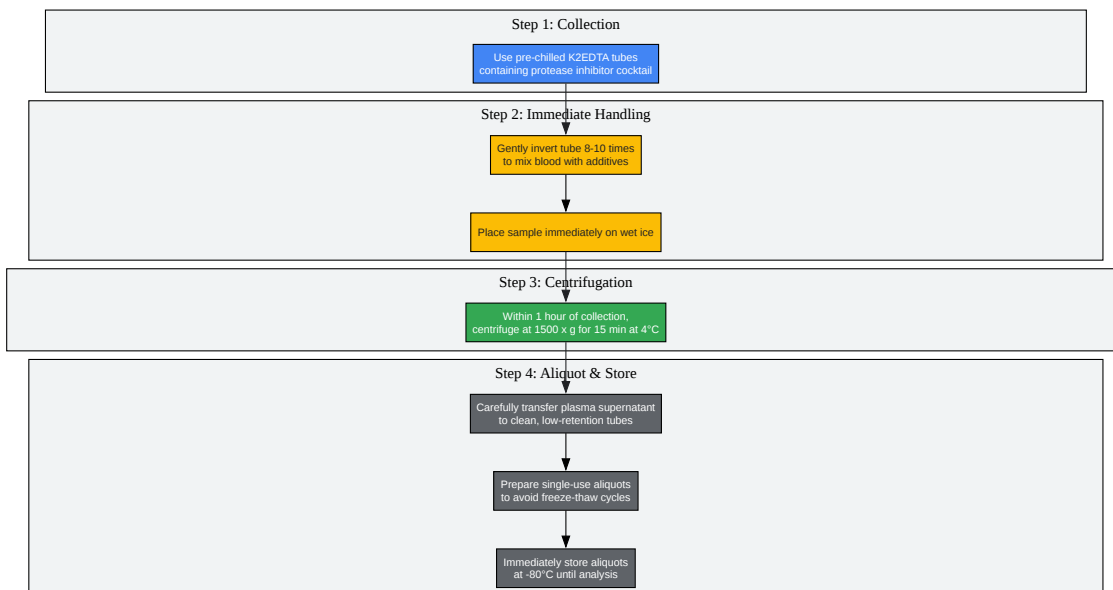 Step 1: Collection
Use pre-chilled K2EDTA tubes
containing protease inhibitor cocktail
Step 2: Immediate Handling
Gently invert tube 8-10 times
to mix blood with additives
Place sample immediately on wet ice
Step 3: Centrifugation
Within 1 hour of collection,
centrifuge at 1500 x g for 15 min at 4°C
Step 4: Aliquot & Store
Carefully transfer plasma supernatant
to clean, low-retention tubes
Prepare single-use aliquots
to avoid freeze-thaw cycles
Immediately store aliquots
at -80°C until analysis